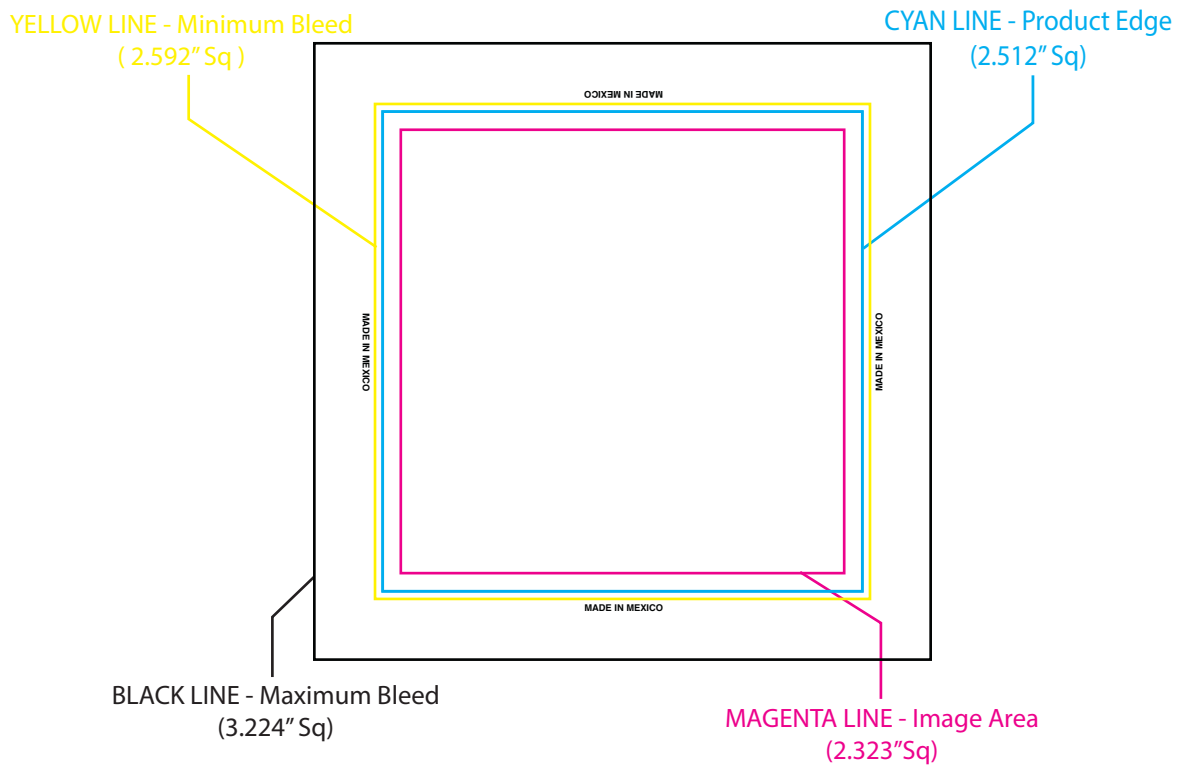 YELLOW LINE - Minimum Bleed
( 2.592” Sq )
CYAN LINE - Product Edge
(2.512” Sq)
MADE IN MEXICO
MADE IN MEXICO
MADE IN MEXICO
MADE IN MEXICO
BLACK LINE - Maximum Bleed
(3.224” Sq)
MAGENTA LINE - Image Area
(2.323”Sq)